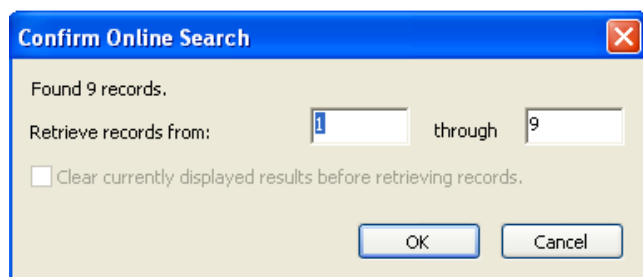 Confirm Online Search
Found 9 records.
Retrieve records from: 1 through 9
Clear currently displayed results before retrieving records.
OK Cancel